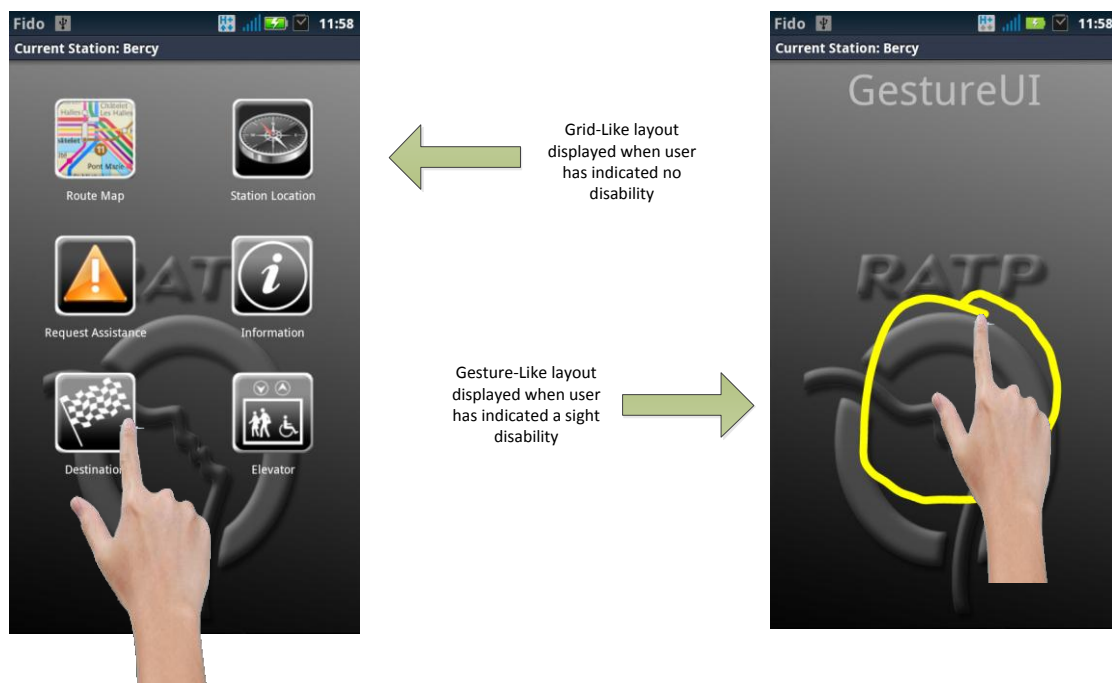 Fido 11:58
Current Station: Bercy
Route Map
Station Location
Request Assistance
Information
Destination
Elevator
RATP
Grid-Like layout
displayed when user
has indicated no
disability
Gesture-Like layout
displayed when user
has indicated a sight
disability
Fido 11:58
Current Station: Bercy
GestureUI
RATP